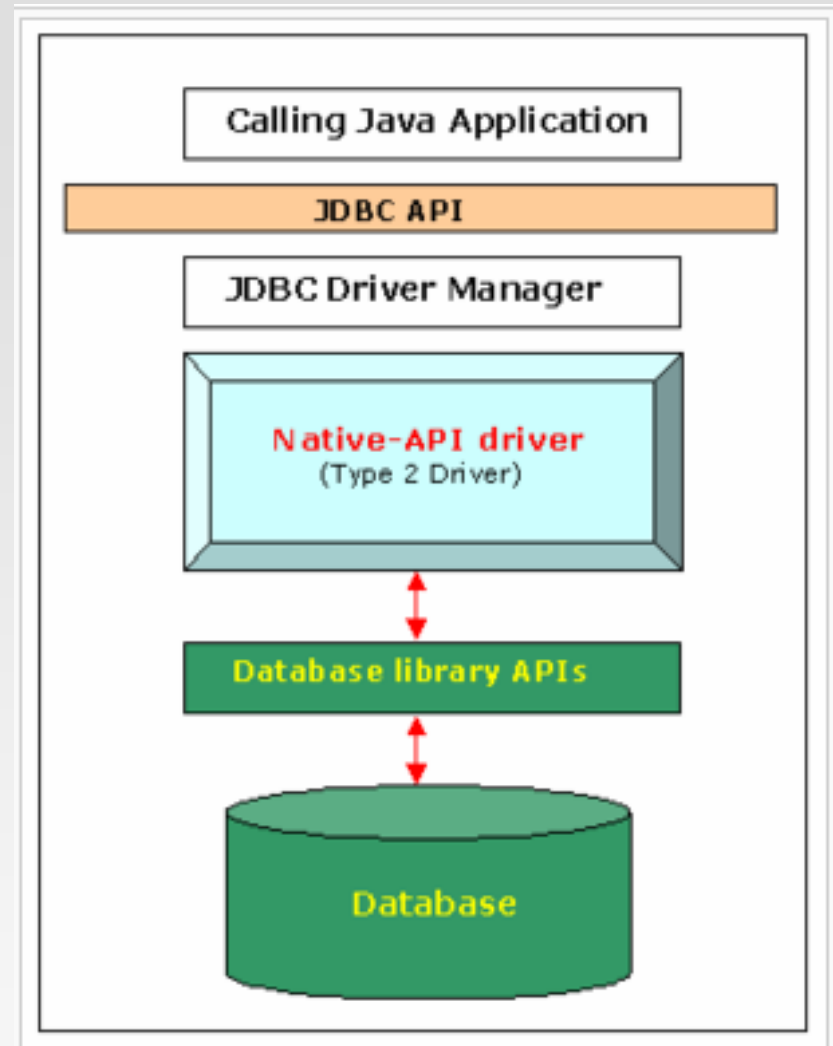 Calling Java Application
JDBC API
JDBC Driver Manager
Native-API driver
(Type 2 Driver)
Database library APIs
Database